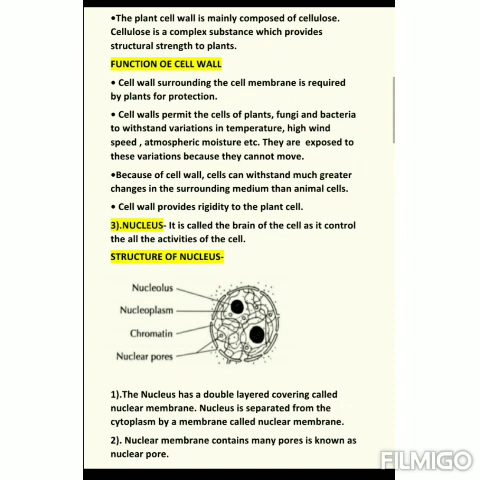 •The plant cell wall is mainly composed of cellulose.
Cellulose is a complex substance which provides
structural strength to plants.
FUNCTION OE CELL WALL
• Cell wall surrounding the cell membrane is required
by plants for protection.
• Cell walls permit the cells of plants, fungi and bacteria
to withstand variations in temperature, high wind
speed , atmospheric moisture etc. They are exposed to
these variations because they cannot move.
•Because of cell wall, cells can withstand much greater
changes in the surrounding medium than animal cells.
• Cell wall provides rigidity to the plant cell.
3).NUCLEUS- It is called the brain of the cell as it control
the all the activities of the cell.
STRUCTURE OF NUCLEUS-
Nucleolus
Nucleoplasm
Chromatin
Nuclear pores
1).The Nucleus has a double layered covering called
nuclear membrane. Nucleus is separated from the
cytoplasm by a membrane called nuclear membrane.
2). Nuclear membrane contains many pores is known as
nuclear pore.
FILMIGO